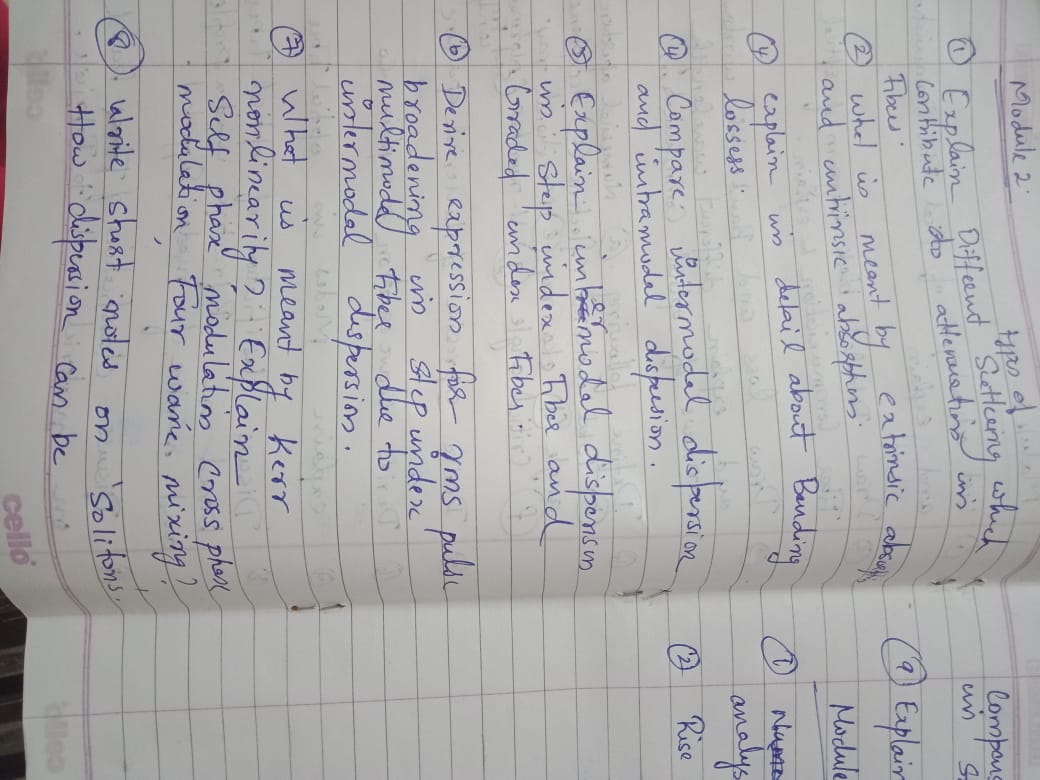 Module 2.
types of
① Explain Differnt Scattering which
contribute to attenuation in
Fiber.
② What is meant by extrinsic absorption
and intrinsic absorption.
④ explain in detail about Bending
lossess.
④ Compare intermodal dispersion
and intramodal dispersion.
⑤ Explain intermodal dispersion
in Step index Fiber and
Graded index Fiber.
⑥ Derive expression for rms pulse
broadening in step index
multimode Fiber due to
intermodal dispersion.
⑦ What is meant by Kerr
nonlinearity? Explain
Self phase modulation Cross phase
modulation, Four wave mixing?
⑧. Write short notes on Solitons.
How dispersion can be
Compans
in S
⑨ Explain
Module
①
analys
② Rise
cello
cello
cello